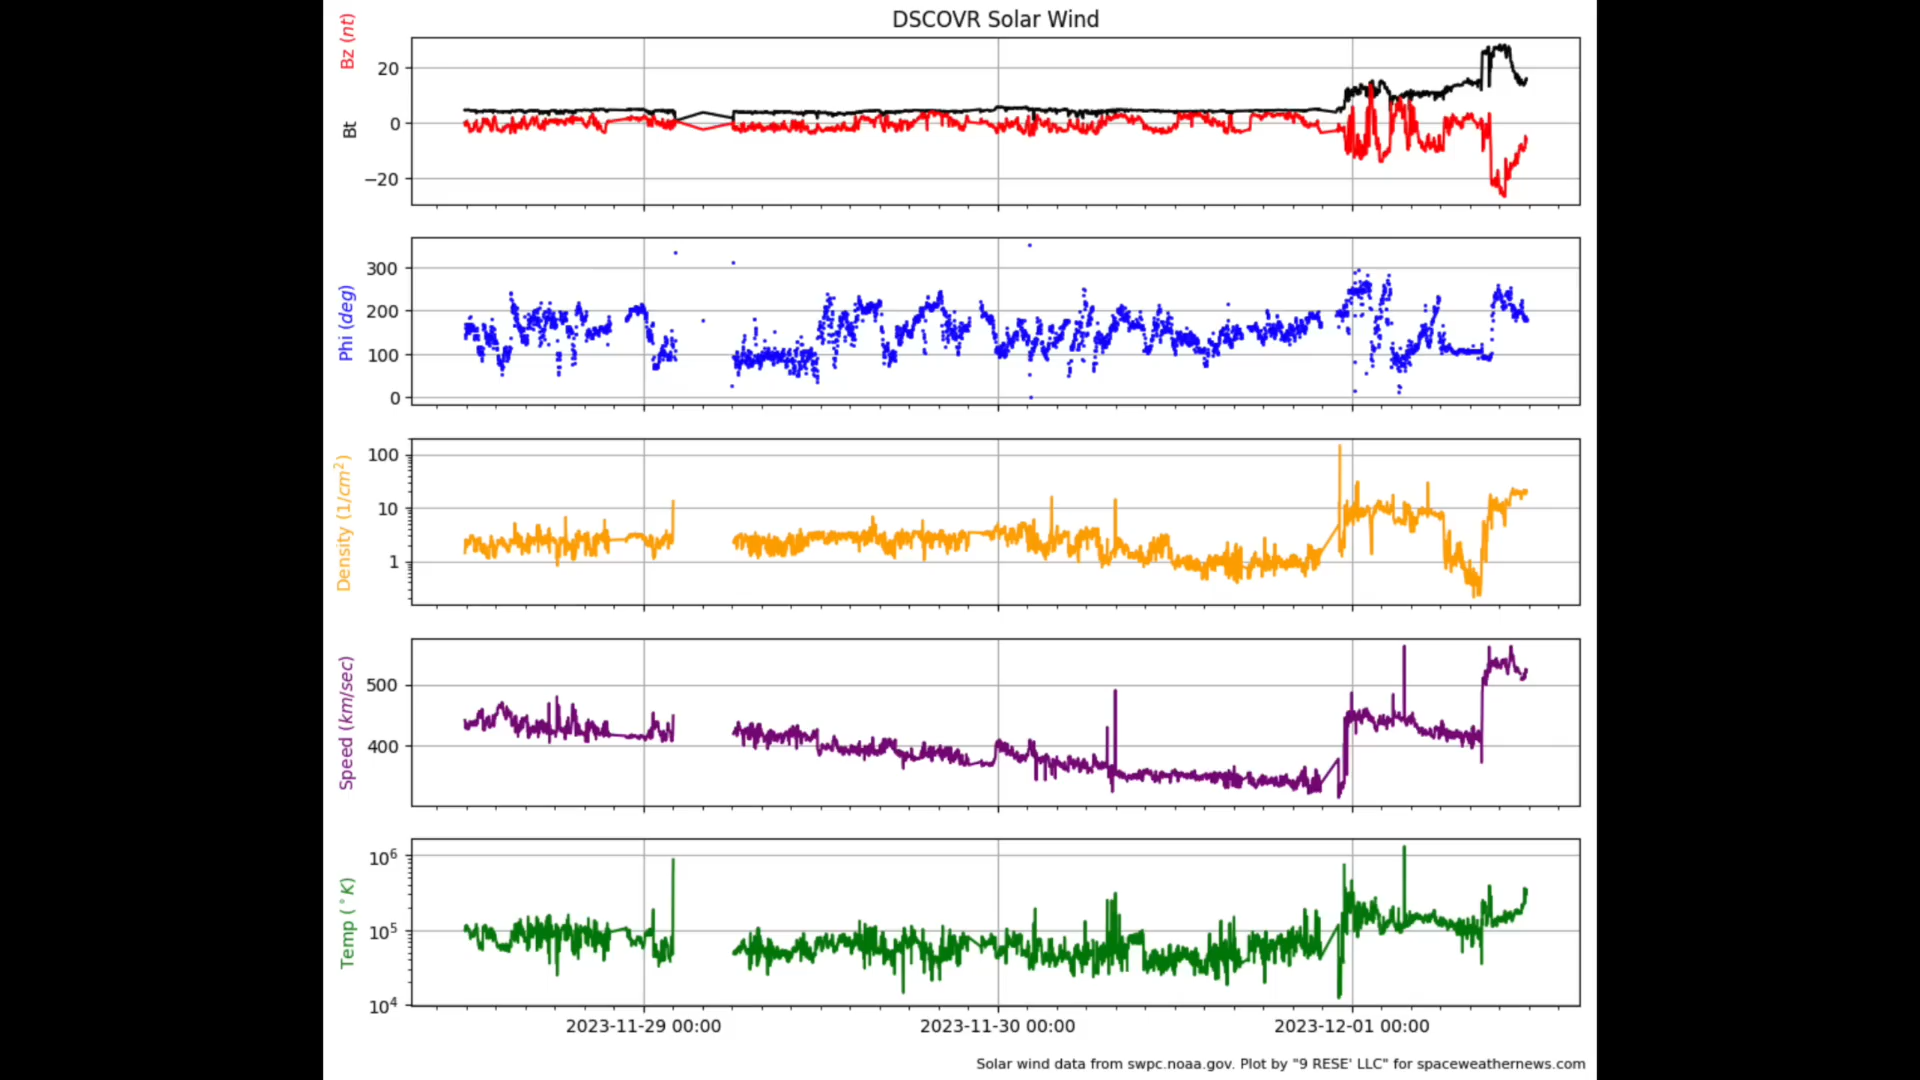 DSCOVR Solar Wind
Bt Bz (nt)
20
0
−20
Phi (deg)
300
200
100
0
Density (1/cm²)
100
10
1
Speed (km/sec)
500
400
Temp (°K)
10⁶
10⁵
10⁴
2023-11-29 00:00 2023-11-30 00:00 2023-12-01 00:00
Solar wind data from swpc.noaa.gov. Plot by "9 RESE' LLC" for spaceweathernews.com